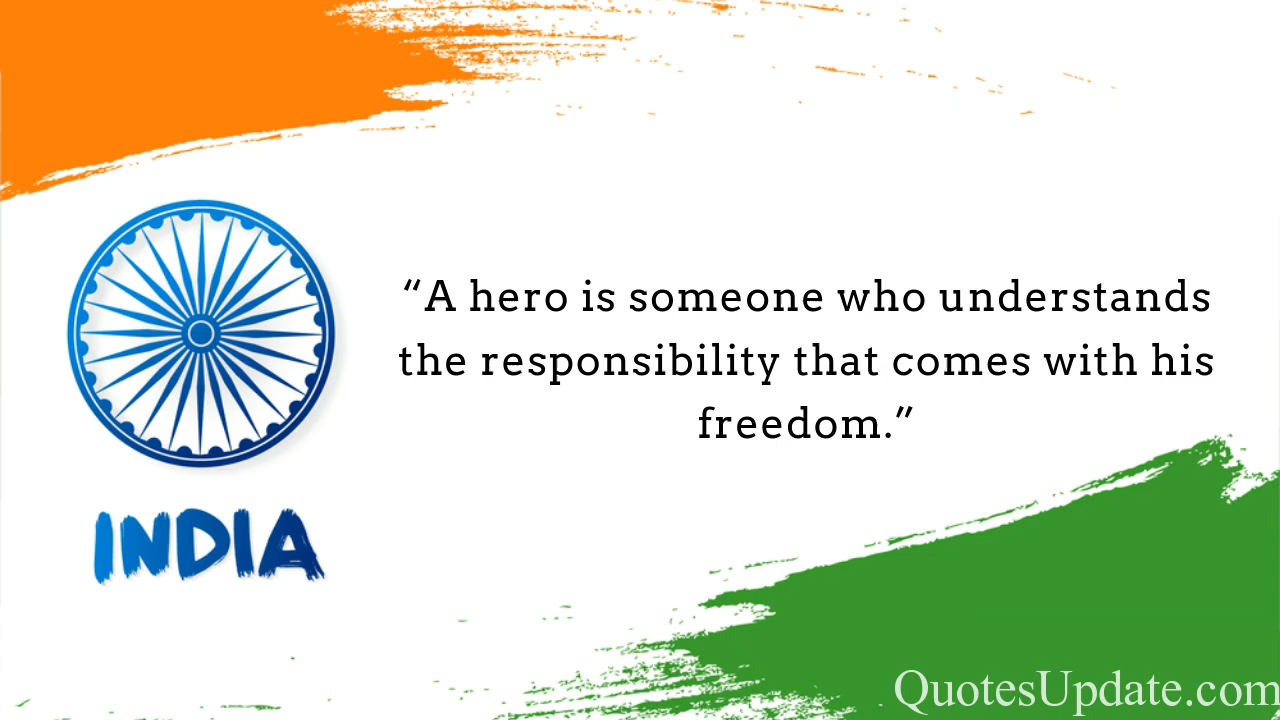 “A hero is someone who understands
the responsibility that comes with his
freedom.”
INDIA
QuotesUpdate.com